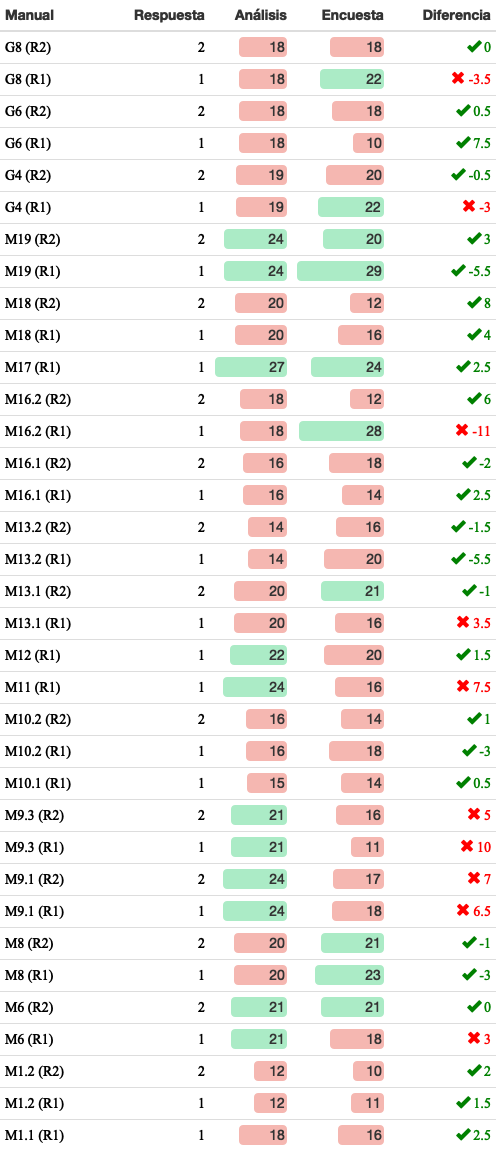 Manual Respuesta Análisis Encuesta Diferencia
G8 (R2) 2 18 18 ✔ 0
G8 (R1) 1 18 22 ✖ -3.5
G6 (R2) 2 18 18 ✔ 0.5
G6 (R1) 1 18 10 ✔ 7.5
G4 (R2) 2 19 20 ✔ -0.5
G4 (R1) 1 19 22 ✖ -3
M19 (R2) 2 24 20 ✔ 3
M19 (R1) 1 24 29 ✔ -5.5
M18 (R2) 2 20 12 ✔ 8
M18 (R1) 1 20 16 ✔ 4
M17 (R1) 1 27 24 ✔ 2.5
M16.2 (R2) 2 18 12 ✔ 6
M16.2 (R1) 1 18 28 ✖ -11
M16.1 (R2) 2 16 18 ✔ -2
M16.1 (R1) 1 16 14 ✔ 2.5
M13.2 (R2) 2 14 16 ✔ -1.5
M13.2 (R1) 1 14 20 ✔ -5.5
M13.1 (R2) 2 20 21 ✔ -1
M13.1 (R1) 1 20 16 ✖ 3.5
M12 (R1) 1 22 20 ✔ 1.5
M11 (R1) 1 24 16 ✖ 7.5
M10.2 (R2) 2 16 14 ✔ 1
M10.2 (R1) 1 16 18 ✔ -3
M10.1 (R1) 1 15 14 ✔ 0.5
M9.3 (R2) 2 21 16 ✖ 5
M9.3 (R1) 1 21 11 ✖ 10
M9.1 (R2) 2 24 17 ✖ 7
M9.1 (R1) 1 24 18 ✖ 6.5
M8 (R2) 2 20 21 ✔ -1
M8 (R1) 1 20 23 ✔ -3
M6 (R2) 2 21 21 ✔ 0
M6 (R1) 1 21 18 ✖ 3
M1.2 (R2) 2 12 10 ✔ 2
M1.2 (R1) 1 12 11 ✔ 1.5
M1.1 (R1) 1 18 16 ✔ 2.5